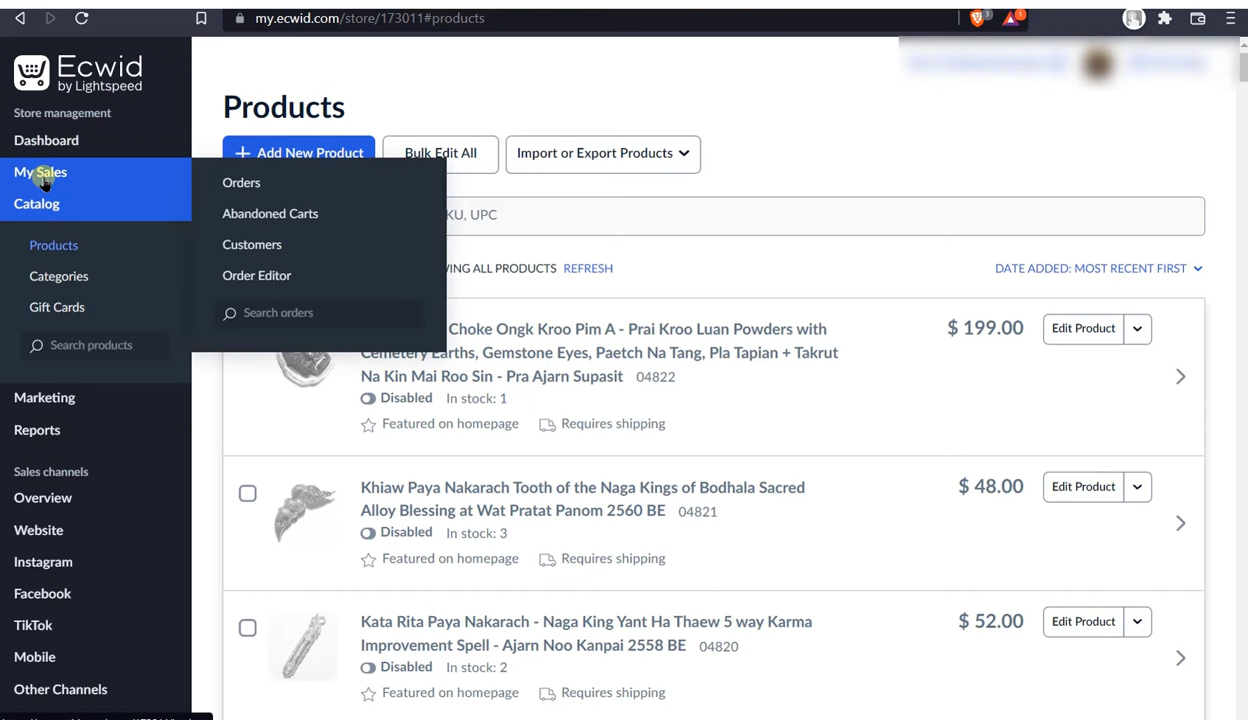 my.ecwid.com/store/173011#products
3
1
Ecwid
by Lightspeed
Store management
Dashboard
My Sales
Catalog
Products
Categories
Gift Cards
Search products
Marketing
Reports
Sales channels
Overview
Website
Instagram
Facebook
TikTok
Mobile
Other Channels
Orders
Abandoned Carts
Customers
Order Editor
Search orders
Products
+ Add New Product
Bulk Edit All
Import or Export Products
KU, UPC
ING ALL PRODUCTS REFRESH
DATE ADDED: MOST RECENT FIRST
Choke Ongk Kroo Pim A - Prai Kroo Luan Powders with
Cemetery Earths, Gemstone Eyes, Paetch Na Tang, Pla Tapian + Takrut
Na Kin Mai Roo Sin - Pra Ajarn Supasit 04822
Disabled In stock: 1
Featured on homepage Requires shipping
$ 199.00
Edit Product
Khiaw Paya Nakarach Tooth of the Naga Kings of Bodhala Sacred
Alloy Blessing at Wat Pratat Panom 2560 BE 04821
Disabled In stock: 3
Featured on homepage Requires shipping
$ 48.00
Edit Product
Kata Rita Paya Nakarach - Naga King Yant Ha Thaew 5 way Karma
Improvement Spell - Ajarn Noo Kanpai 2558 BE 04820
Disabled In stock: 2
Featured on homepage Requires shipping
$ 52.00
Edit Product